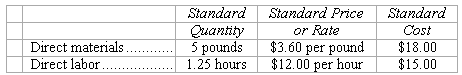 Standard Standard Price Standard
Quantity or Rate Cost
Direct materials............ 5 pounds $3.60 per pound $18.00
Direct labor.................. 1.25 hours $12.00 per hour $15.00